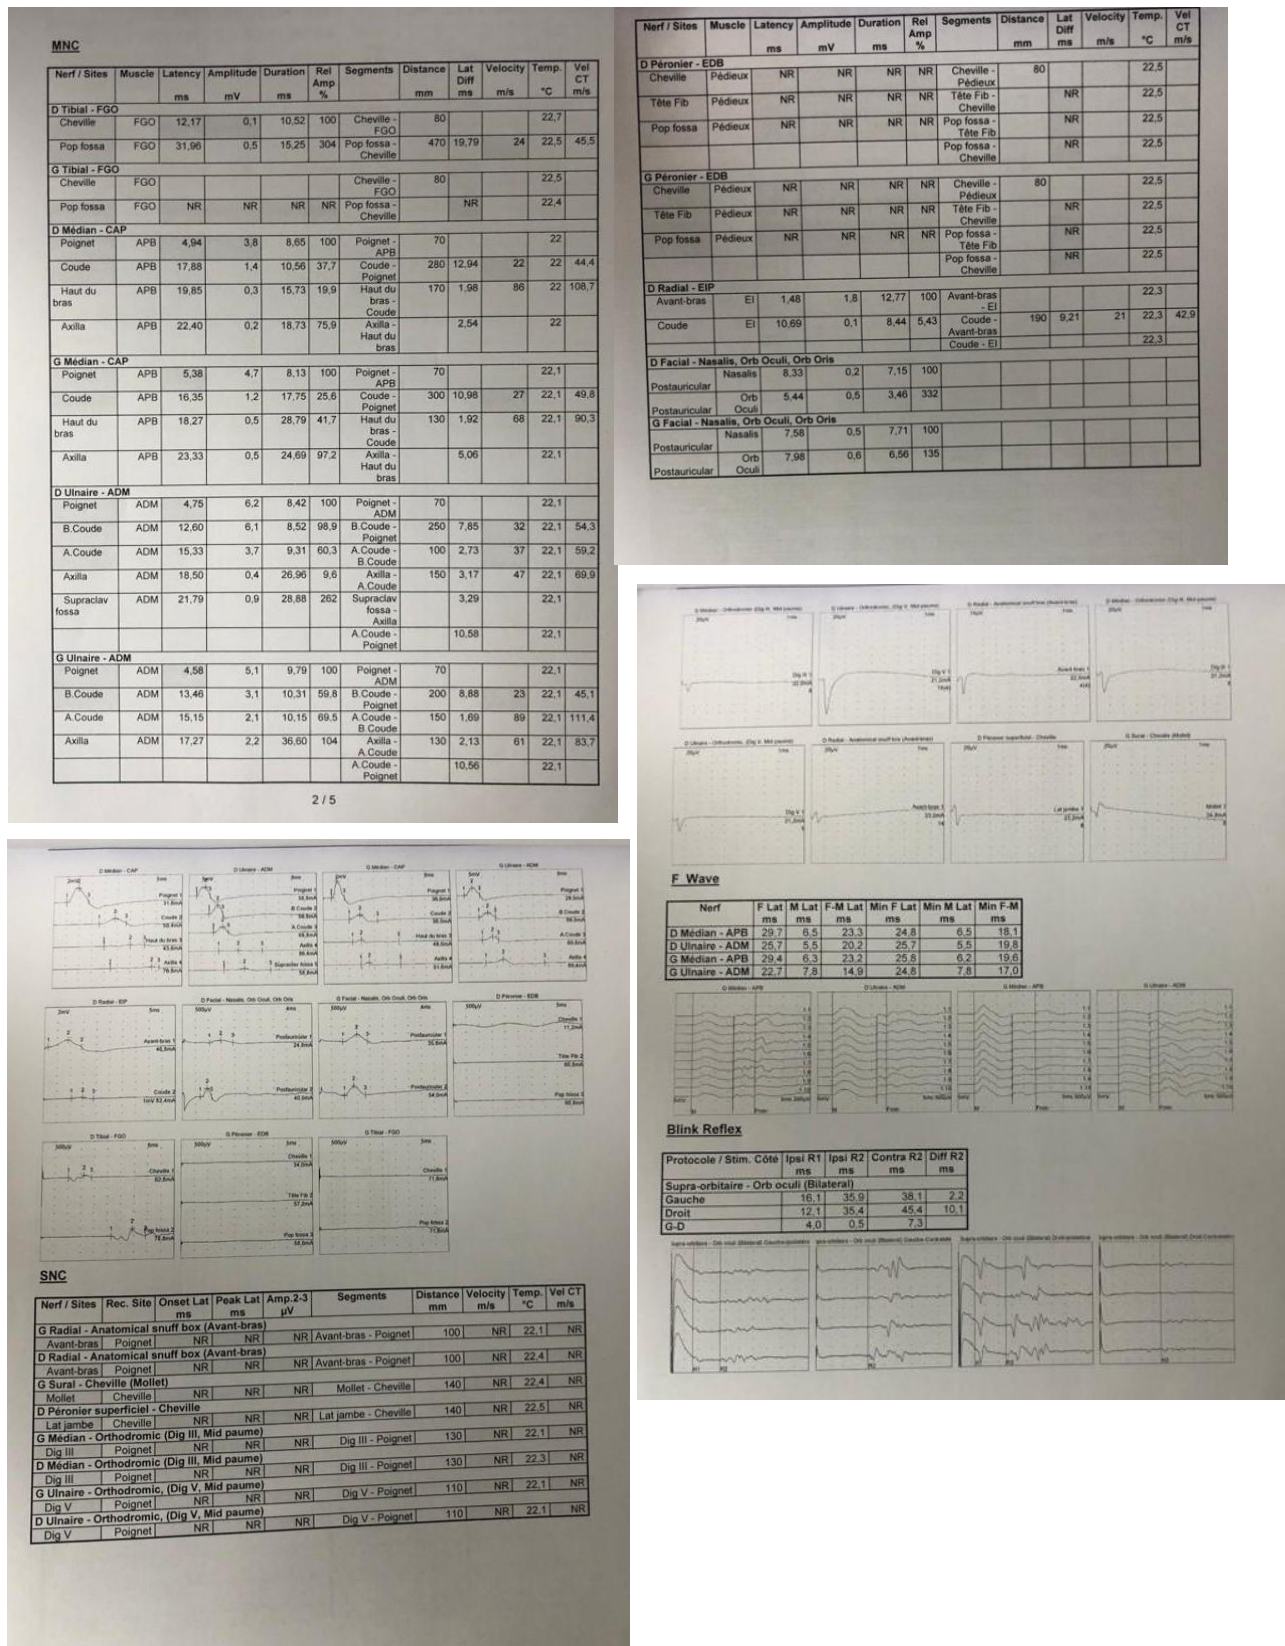 MNC
Nerf / Sites Muscle Latency Amplitude Duration Rel Amp Segments Distance Lat Diff Velocity Temp. Vel CT
ms mV ms % mm ms m/s °C m/s
D Tibial - FGO
Cheville FGO 12,17 0,1 10,52 100 Cheville - FGO 80 22,7
Pop fossa FGO 31,96 0,5 15,25 304 Pop fossa - Cheville 470 19,79 24 22,5 45,5
G Tibial - FGO
Cheville FGO Cheville - FGO 80 22,5
Pop fossa FGO NR NR NR NR Pop fossa - Cheville NR 22,4
D Médian - CAP
Poignet APB 4,94 3,8 8,65 100 Poignet - APB 70 22
Coude APB 17,88 1,4 10,56 37,7 Coude - Poignet 280 12,94 22 22 44,4
Haut du bras APB 19,85 0,3 15,73 19,9 Haut du bras - Coude 170 1,98 86 22 108,7
Axilla APB 22,40 0,2 18,73 75,9 Axilla - Haut du bras 2,54 22
G Médian - CAP
Poignet APB 5,38 4,7 8,13 100 Poignet - APB 70 22,1
Coude APB 16,35 1,2 17,75 25,6 Coude - Poignet 300 10,98 27 22,1 49,8
Haut du bras APB 18,27 0,5 28,79 41,7 Haut du bras - Coude 130 1,92 68 22,1 90,3
Axilla APB 23,33 0,5 24,69 97,2 Axilla - Haut du bras 5,06 22,1
D Ulnaire - ADM
Poignet ADM 4,75 6,2 8,42 100 Poignet - ADM 70 22,1
B.Coude ADM 12,60 6,1 8,52 98,9 B.Coude - Poignet 250 7,85 32 22,1 54,3
A.Coude ADM 15,33 3,7 9,31 60,3 A.Coude - B.Coude 100 2,73 37 22,1 59,2
Axilla ADM 18,50 0,4 26,96 9,6 Axilla - A.Coude 150 3,17 47 22,1 69,9
Supraclav fossa ADM 21,79 0,9 28,88 262 Supraclav fossa - Axilla 3,29 22,1
A.Coude - Poignet 10,58 22,1
G Ulnaire - ADM
Poignet ADM 4,58 5,1 9,79 100 Poignet - ADM 70 22,1
B.Coude ADM 13,46 3,1 10,31 59,8 B.Coude - Poignet 200 8,88 23 22,1 45,1
A.Coude ADM 15,15 2,1 10,15 69,5 A.Coude - B.Coude 150 1,69 89 22,1 111,4
Axilla ADM 17,27 2,2 36,60 104 Axilla - A.Coude 130 2,13 61 22,1 83,7
A.Coude - Poignet 10,56 22,1
2 / 5
Nerf / Sites Muscle Latency Amplitude Duration Rel Amp Segments Distance Lat Diff Velocity Temp. Vel CT
ms mV ms % mm ms m/s °C m/s
D Péronier - EDB
Cheville Pédieux NR NR NR NR Cheville - Pédieux 80 22,5
Tête Fib Pédieux NR NR NR NR Tête Fib - Cheville NR 22,5
Pop fossa Pédieux NR NR NR NR Pop fossa - Tête Fib NR 22,5
Pop fossa - Cheville NR 22,5
G Péronier - EDB
Cheville Pédieux NR NR NR NR Cheville - Pédieux 80 22,5
Tête Fib Pédieux NR NR NR NR Tête Fib - Cheville NR 22,5
Pop fossa Pédieux NR NR NR NR Pop fossa - Tête Fib NR 22,5
Pop fossa - Cheville NR 22,5
D Radial - EIP
Avant-bras EI 1,48 1,8 12,77 100 Avant-bras - EI 22,3
Coude EI 10,69 0,1 8,44 5,43 Coude - Avant-bras 190 9,21 21 22,3 42,9
Coude - EI 22,3
D Facial - Nasalis, Orb Oculi, Orb Oris
Postauricular Nasalis 8,33 0,2 7,15 100
Postauricular Orb Oculi 5,44 0,5 3,46 332
G Facial - Nasalis, Orb Oculi, Orb Oris
Postauricular Nasalis 7,58 0,5 7,71 100
Postauricular Orb Oculi 7,98 0,6 6,56 135
D Médian - CAP D Ulnaire - ADM G Médian - CAP G Ulnaire - ADM
D Radial - EIP D Facial - Nasalis, Orb Oculi, Orb Oris G Facial - Nasalis, Orb Oculi, Orb Oris D Péronier - EDB
D Tibial - FGO G Péronier - EDB G Tibial - FGO
SNC
Nerf / Sites Rec. Site Onset Lat Peak Lat Amp.2-3 Segments Distance Velocity Temp. Vel CT
ms ms µV mm m/s °C m/s
G Radial - Anatomical snuff box (Avant-bras)
Avant-bras Poignet NR NR NR Avant-bras - Poignet 100 NR 22,1 NR
D Radial - Anatomical snuff box (Avant-bras)
Avant-bras Poignet NR NR NR Avant-bras - Poignet 100 NR 22,4 NR
G Sural - Cheville (Mollet)
Mollet Cheville NR NR NR Mollet - Cheville 140 NR 22,4 NR
D Péronier superficiel - Cheville
Lat jambe Cheville NR NR NR Lat jambe - Cheville 140 NR 22,5 NR
G Médian - Orthodromic (Dig III, Mid paume)
Dig III Poignet NR NR NR Dig III - Poignet 130 NR 22,1 NR
D Médian - Orthodromic (Dig III, Mid paume)
Dig III Poignet NR NR NR Dig III - Poignet 130 NR 22,3 NR
G Ulnaire - Orthodromic, (Dig V, Mid paume)
Dig V Poignet NR NR NR Dig V - Poignet 110 NR 22,1 NR
D Ulnaire - Orthodromic, (Dig V, Mid paume)
Dig V Poignet NR NR NR Dig V - Poignet 110 NR 22,1 NR
F Wave
Nerf F Lat M Lat F-M Lat Min F Lat Min M Lat Min F-M
ms ms ms ms ms ms
D Médian - APB 29,7 6,5 23,3 24,8 6,5 18,1
D Ulnaire - ADM 25,7 5,5 20,2 25,7 5,5 19,8
G Médian - APB 29,4 6,3 23,2 25,8 6,2 19,6
G Ulnaire - ADM 22,7 7,8 14,9 24,8 7,8 17,0
D Médian - APB D Ulnaire - ADM G Médian - APB G Ulnaire - ADM
Blink Reflex
Protocole / Stim. Côté Ipsi R1 Ipsi R2 Contra R2 Diff R2
ms ms ms ms
Supra-orbitaire - Orb oculi (Bilateral)
Gauche 16,1 35,9 38,1 2,2
Droit 12,1 35,4 45,4 10,1
G-D 4,0 0,5 7,3